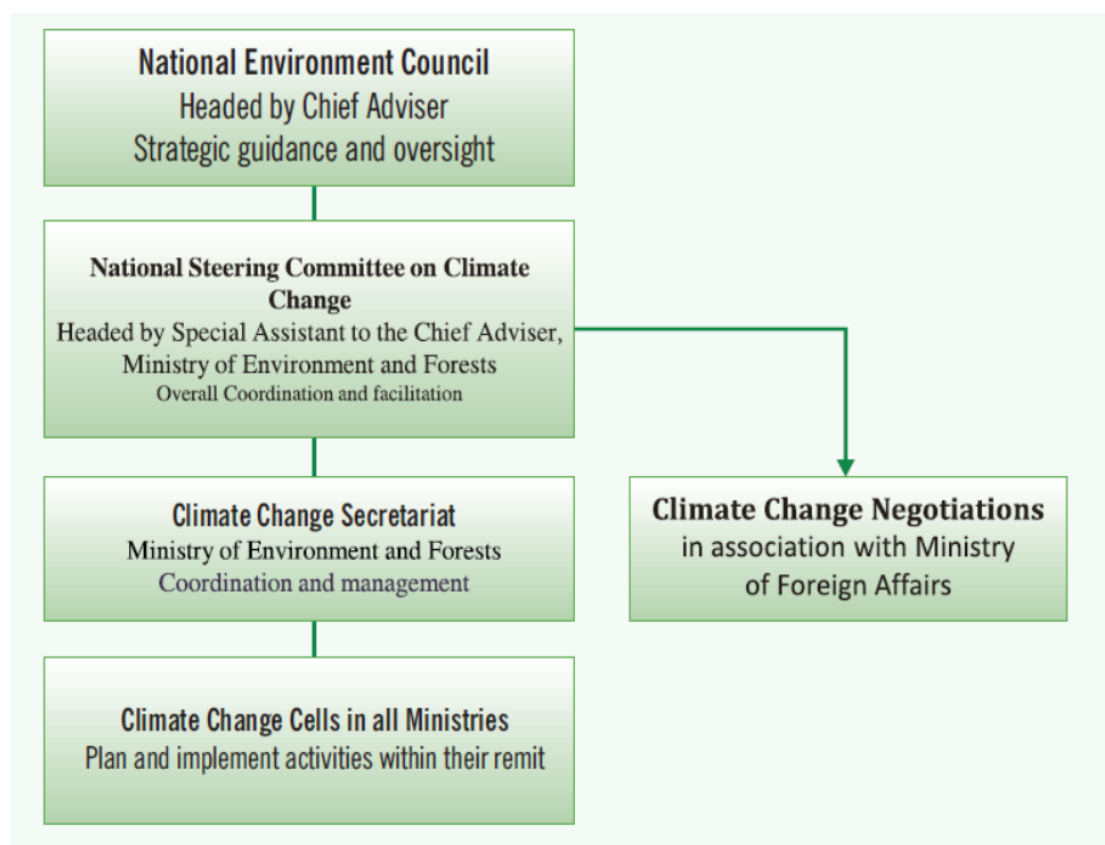 National Environment Council
Headed by Chief Adviser
Strategic guidance and oversight
National Steering Committee on Climate
Change
Headed by Special Assistant to the Chief Adviser,
Ministry of Environment and Forests
Overall Coordination and facilitation
Climate Change Secretariat
Ministry of Environment and Forests
Coordination and management
Climate Change Negotiations
in association with Ministry
of Foreign Affairs
Climate Change Cells in all Ministries
Plan and implement activities within their remit